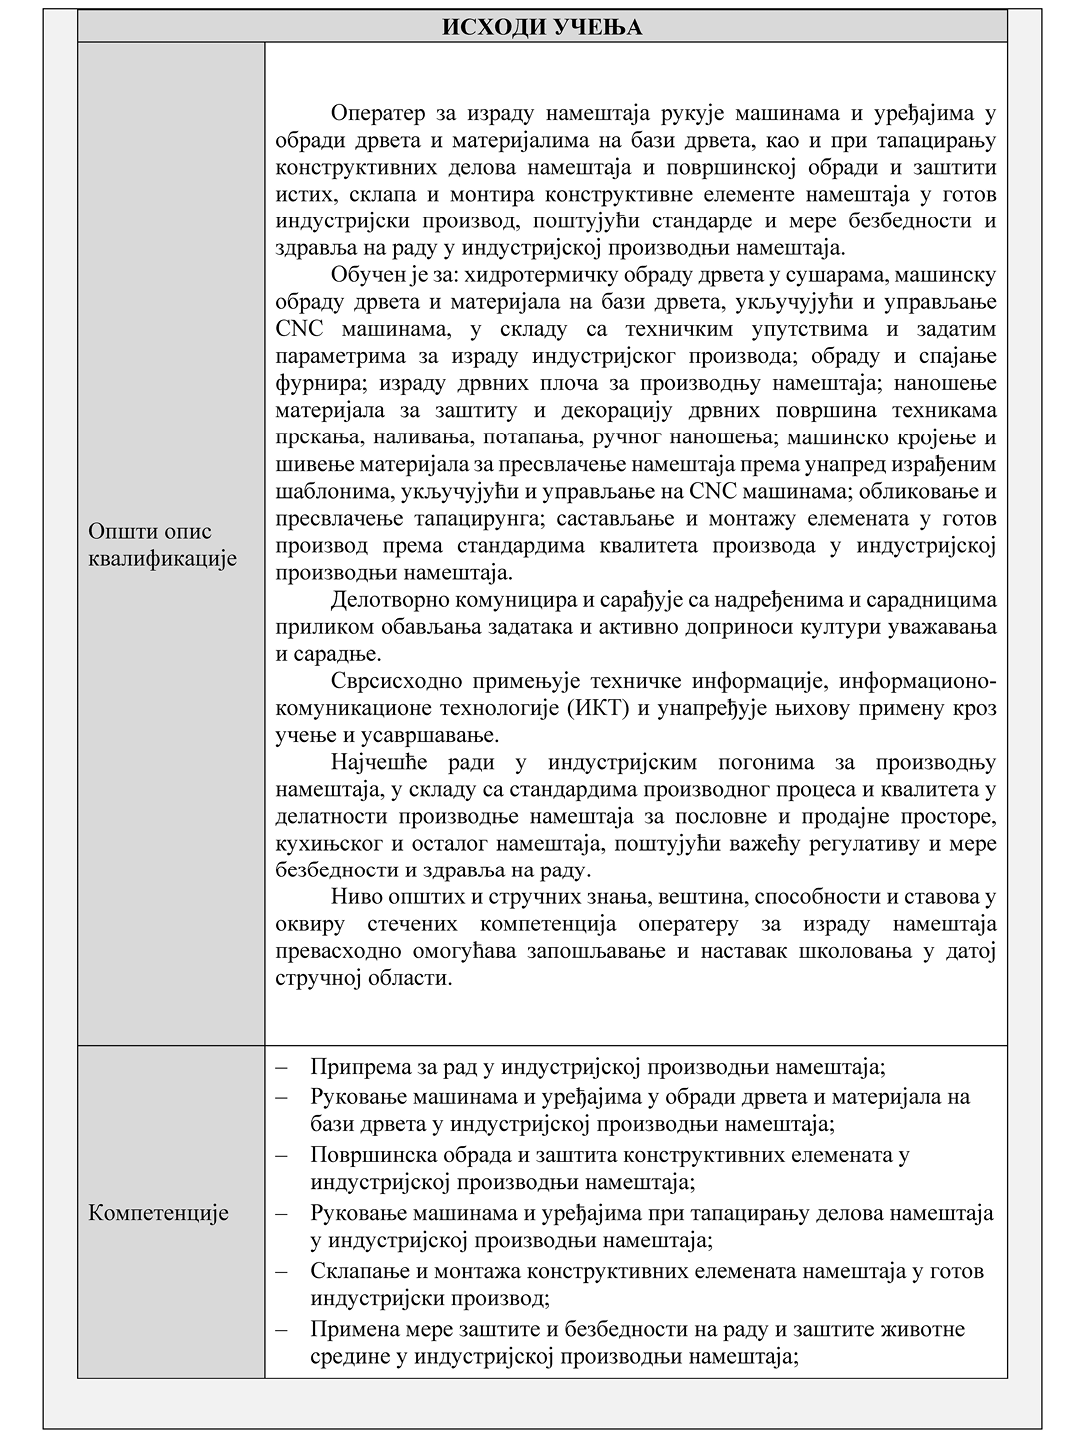 ИСХОДИ УЧЕЊА
Општи опис
квалификације
Оператер за израду намештаја рукује машинама и уређајима у
обради дрвета и материјалима на бази дрвета, као и при тапацирању
конструктивних делова намештаја и површинској обради и заштити
истих, склапа и монтира конструктивне елементе намештаја у готов
индустријски производ, поштујући стандарде и мере безбедности и
здравља на раду у индустријској производњи намештаја.
Обучен је за: хидротермичку обраду дрвета у сушарама, машинску
обраду дрвета и материјала на бази дрвета, укључујући и управљање
CNC машинама, у складу са техничким упутствима и задатим
параметрима за израду индустријског производа; обраду и спајање
фурнира; израду дрвних плоча за производњу намештаја; наношење
материјала за заштиту и декорацију дрвних површина техникама
прскања, наливања, потапања, ручног наношења; машинско кројење и
шивење материјала за пресвлачење намештаја према унапред израђеним
шаблонима, укључујући и управљање на CNC машинама; обликовање и
пресвлачење тапацирунга; састављање и монтажу елемената у готов
производ према стандардима квалитета производа у индустријској
производњи намештаја.
Делотворно комуницира и сарађује са надређенима и сарадницима
приликом обављања задатака и активно доприноси култури уважавања
и сарадње.
Сврсисходно примењује техничке информације, информационо-
комуникационе технологије (ИКТ) и унапређује њихову примену кроз
учење и усавршавање.
Најчешће ради у индустријским погонима за производњу
намештаја, у складу са стандардима производног процеса и квалитета у
делатности производње намештаја за пословне и продајне просторе,
кухињског и осталог намештаја, поштујући важећу регулативу и мере
безбедности и здравља на раду.
Ниво општих и стручних знања, вештина, способности и ставова у
оквиру стечених компетенција оператеру за израду намештаја
превасходно омогућава запошљавање и наставак школовања у датој
стручној области.
Компетенције
– Припрема за рад у индустријској производњи намештаја;
– Руковање машинама и уређајима у обради дрвета и материјала на
бази дрвета у индустријској производњи намештаја;
– Површинска обрада и заштита конструктивних елемената у
индустријској производњи намештаја;
– Руковање машинама и уређајима при тапацирању делова намештаја
у индустријској производњи намештаја;
– Склапање и монтажа конструктивних елемената намештаја у готов
индустријски производ;
– Примена мере заштите и безбедности на раду и заштите животне
средине у индустријској производњи намештаја;